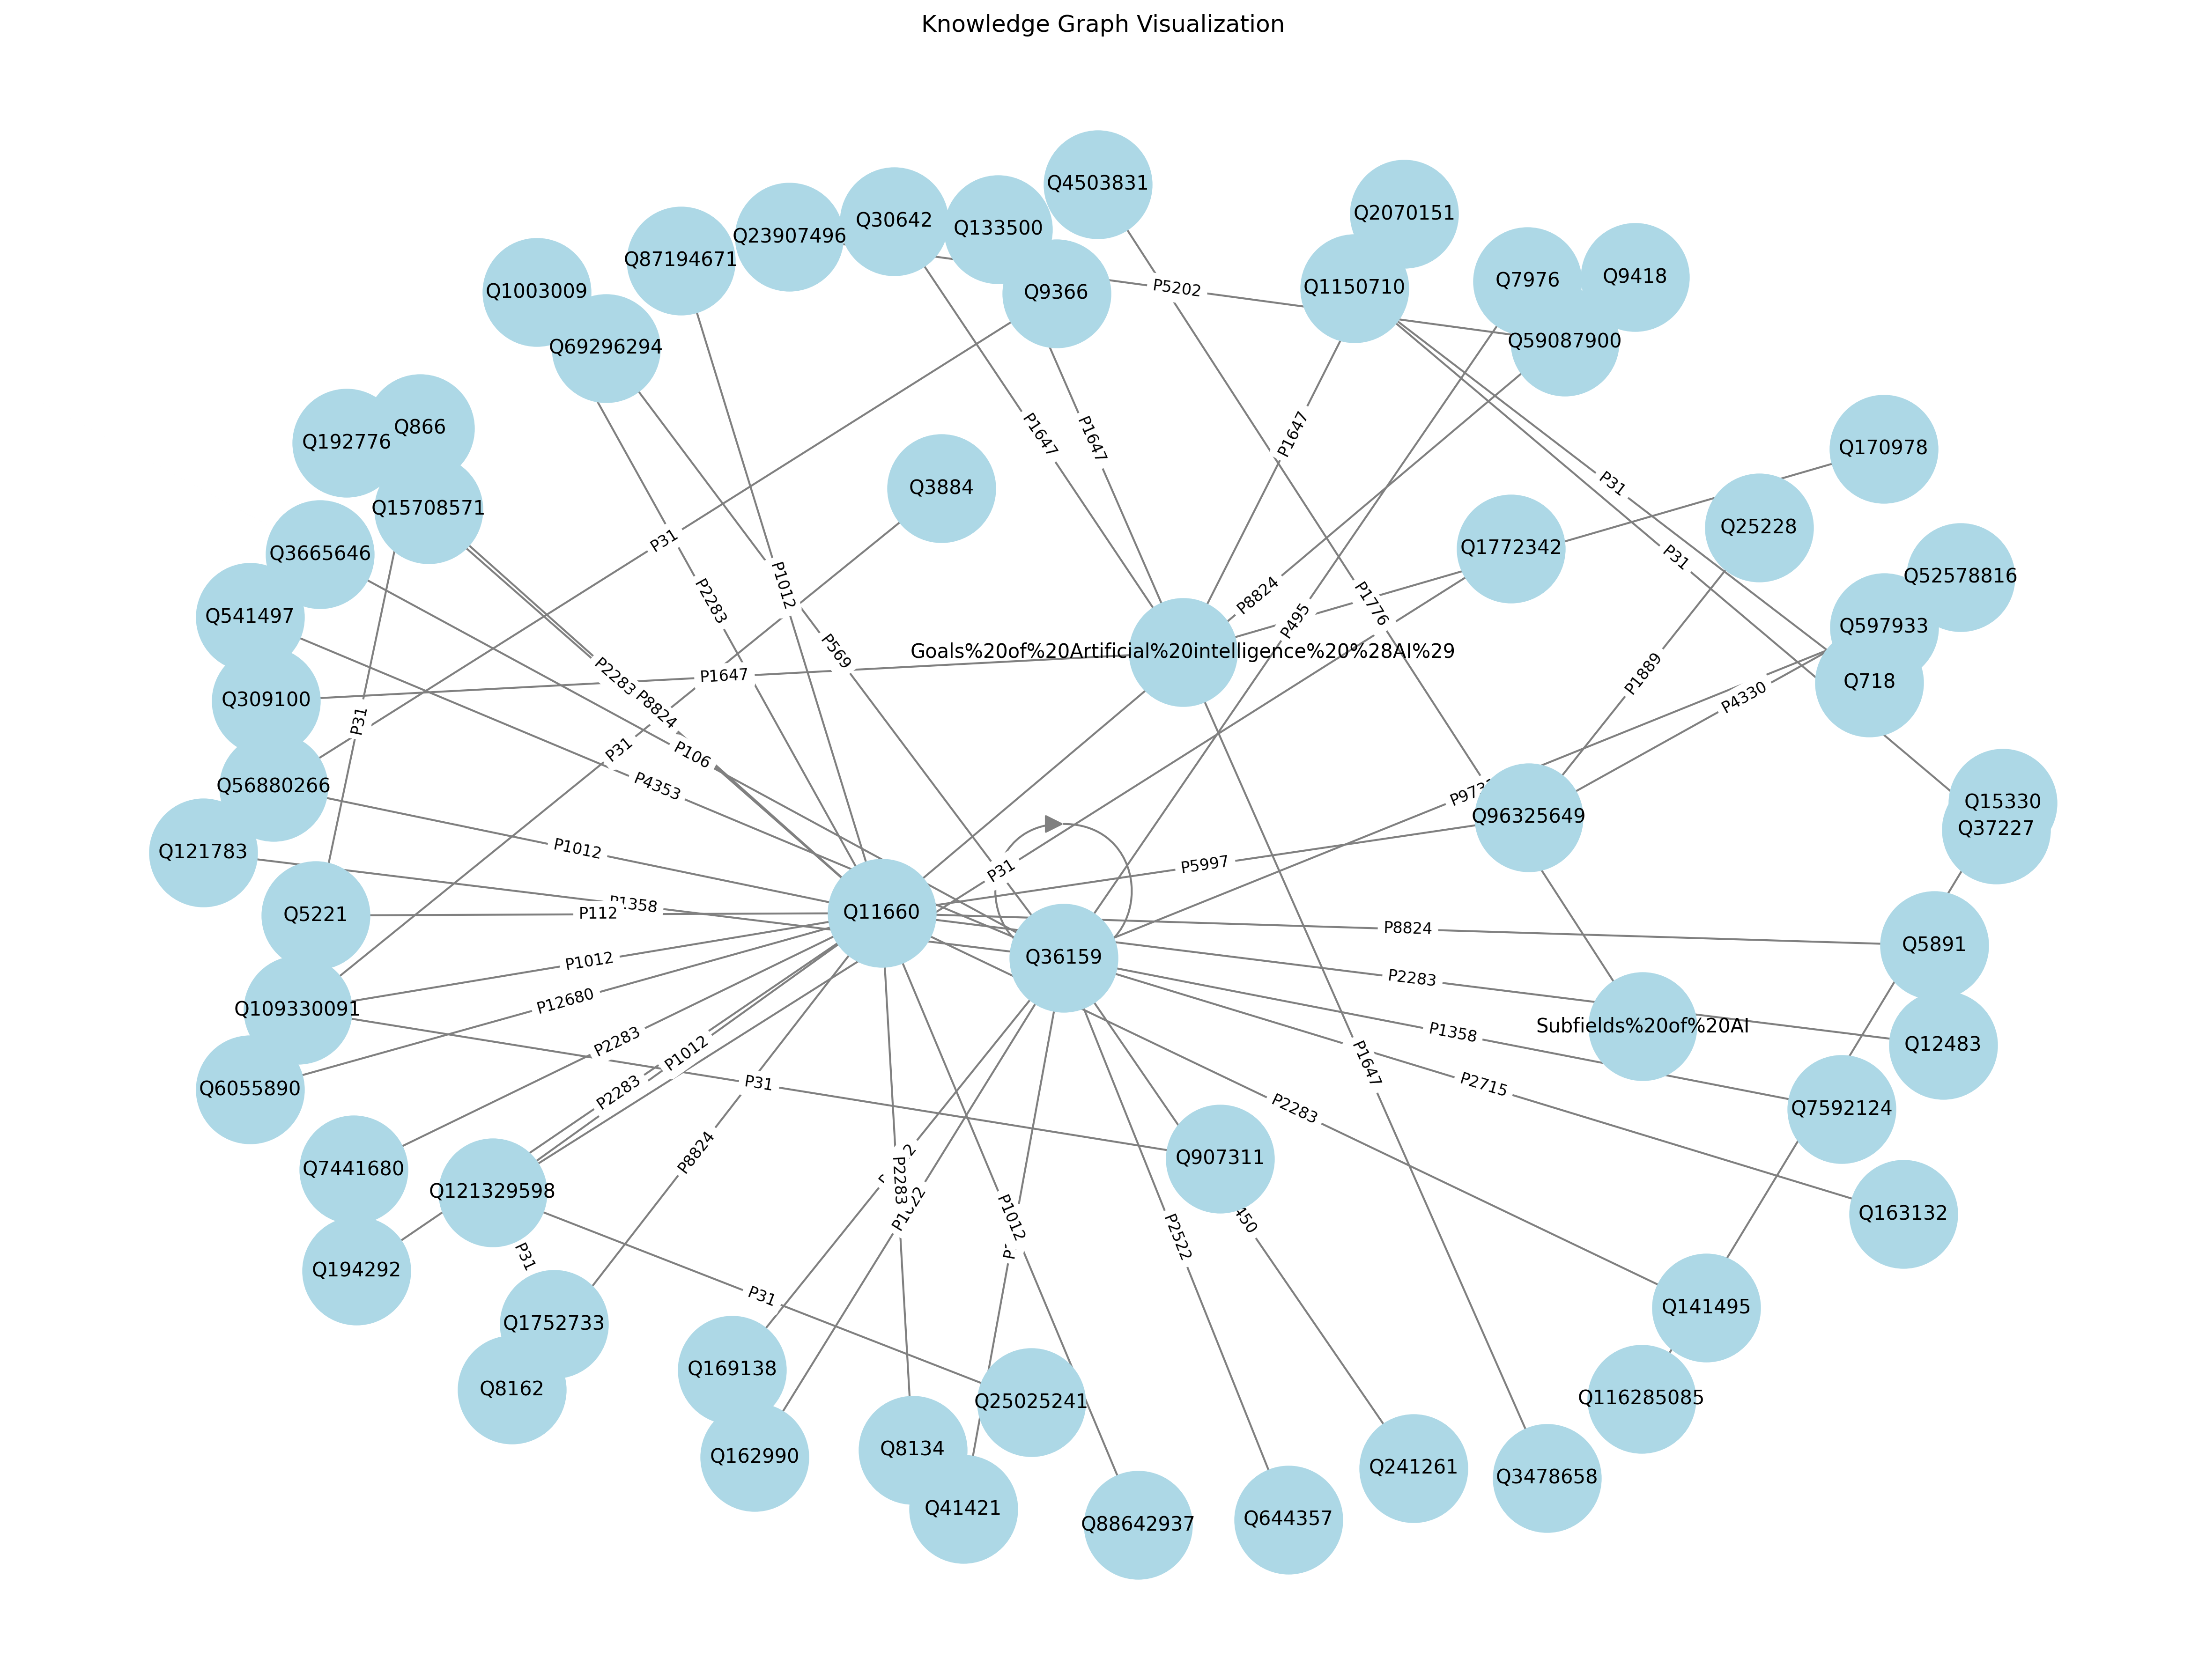 Knowledge Graph Visualization
Q4503831
Q2070151
Q30642
Q133500
Q23907496
Q87194671
Q1003009
Q9366
Q1150710
Q7976
Q9418
P5202
Q69296294
Q59087900
Q866
Q192776
P1647
P1647
P1647
Q170978
Q3884
P31
Q15708571
Q25228
P31
Q3665646
Q1772342
P31
Q52578816
P1012
P2283
P8824
P1776
Q541497
P495
Q597933
P569
Goals%20of%20Artificial%20intelligence%20%28AI%29
P2283
P1647
P1889
Q309100
P8824
Q718
P4330
P31
P31
P106
Q56880266
P4353
Q15330
Q96325649
Q37227
Q121783
P1012
P31
P5997
P1358
P112
Q5221
Q11660
P8824
Q5891
Q36159
P1012
P2283
P12680
Q109330091
Subfields%20of%20AI
P1358
Q12483
P2283
P1012
Q6055890
P31
P2283
P1647
P2715
P2283
Q7592124
P8824
Q907311
Q7441680
Q121329598
P2283
P1012
P2522
Q163132
P31
Q194292
P31
Q141495
Q1752733
Q169138
Q8162
Q25025241
Q116285085
Q162990
Q8134
Q241261
Q3478658
Q41421
Q88642937
Q644357